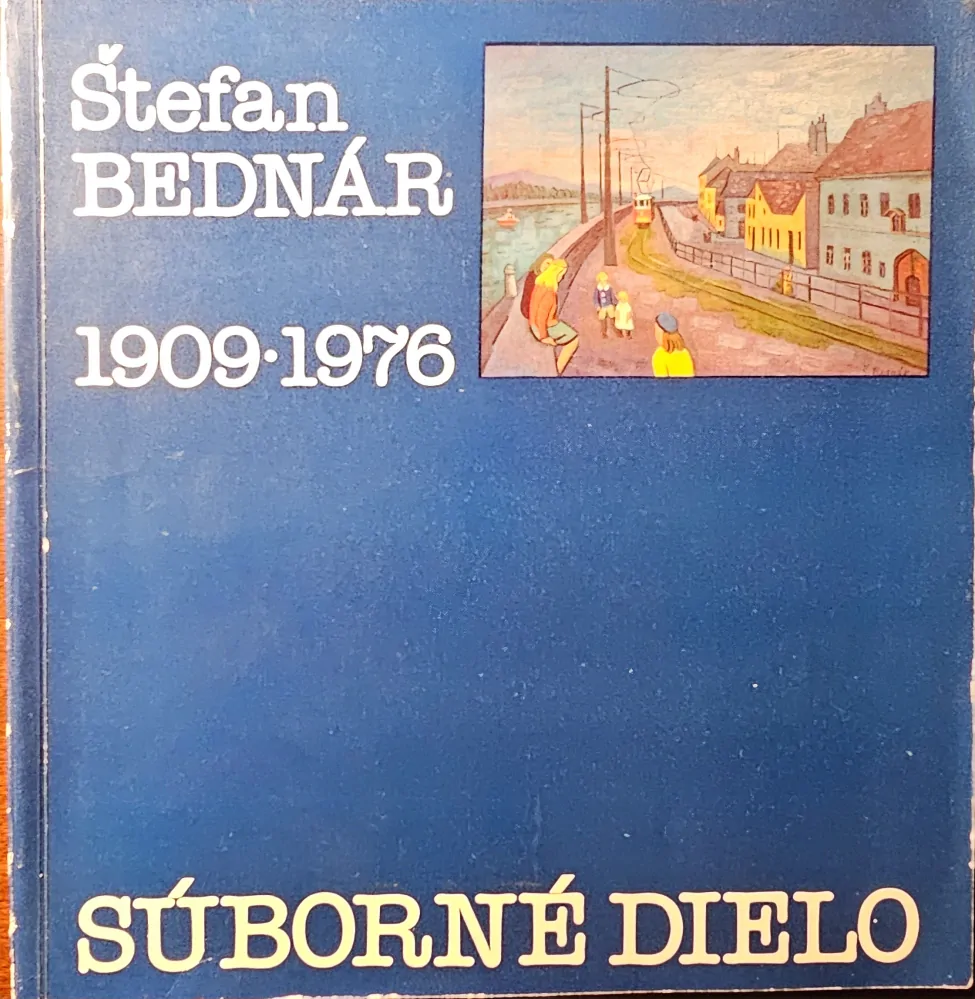 Štefan
BEDNÁR
1909·1976
SÚBORNÉ DIELO